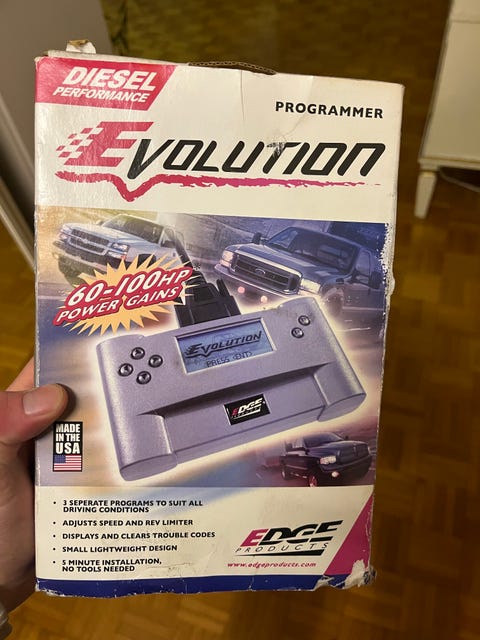 DIESEL
PERFORMANCE
PROGRAMMER
EVOLUTION
60-100HP
POWER GAINS
EVOLUTION
EDGE
MADE
IN THE
USA
• 3 SEPERATE PROGRAMS TO SUIT ALL
DRIVING CONDITIONS
• ADJUSTS SPEED AND REV LIMITER
• DISPLAYS AND CLEARS TROUBLE CODES
• SMALL LIGHTWEIGHT DESIGN
• 5 MINUTE INSTALLATION,
NO TOOLS NEEDED
EDGE
PRODUCTS
www.edgeproducts.com